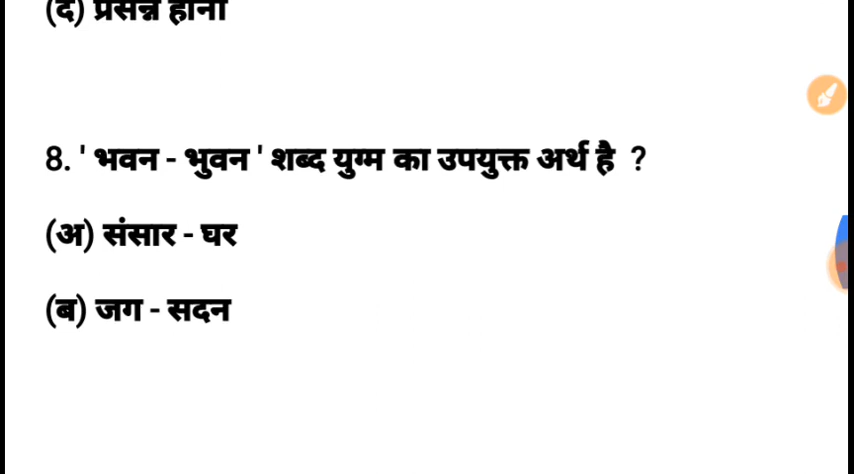 (द) प्रसन्न होना
8. ' भवन - भुवन ' शब्द युग्म का उपयुक्त अर्थ है ?
(अ) संसार - घर
(ब) जग - सदन